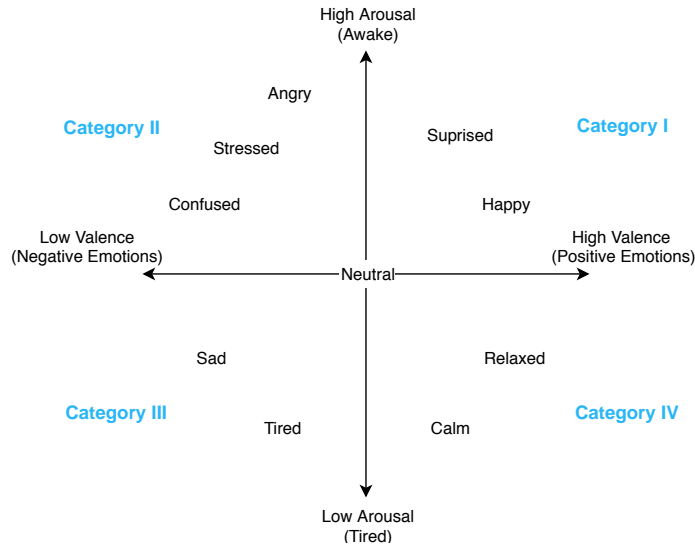 High Arousal
(Awake)
Angry
Category II
Suprised
Category I
Stressed
Confused
Happy
Low Valence
(Negative Emotions)
High Valence
(Positive Emotions)
Neutral
Sad
Relaxed
Category III
Tired
Calm
Category IV
Low Arousal
(Tired)